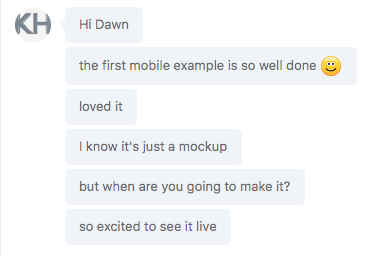 KH
Hi Dawn
the first mobile example is so well done 🙂
loved it
I know it's just a mockup
but when are you going to make it?
so excited to see it live